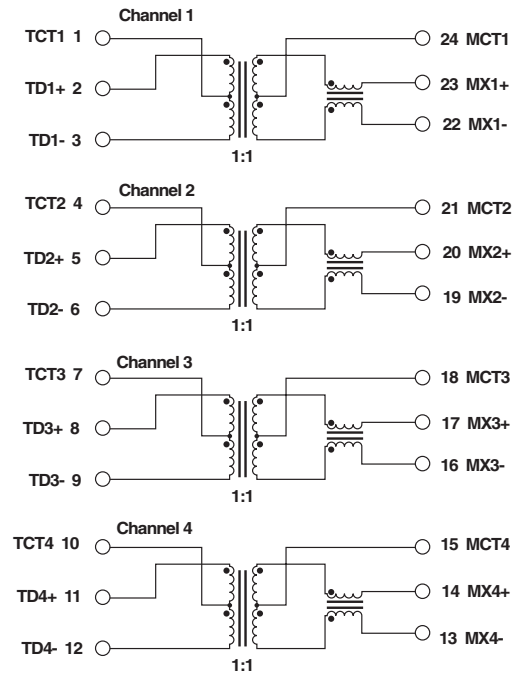 Channel 1
TCT1 1
24 MCT1
TD1+ 2
23 MX1+
22 MX1-
TD1- 3
1:1
Channel 2
TCT2 4
21 MCT2
TD2+ 5
20 MX2+
19 MX2-
TD2- 6
1:1
Channel 3
TCT3 7
18 MCT3
TD3+ 8
17 MX3+
16 MX3-
TD3- 9
1:1
Channel 4
TCT4 10
15 MCT4
TD4+ 11
14 MX4+
13 MX4-
TD4- 12
1:1